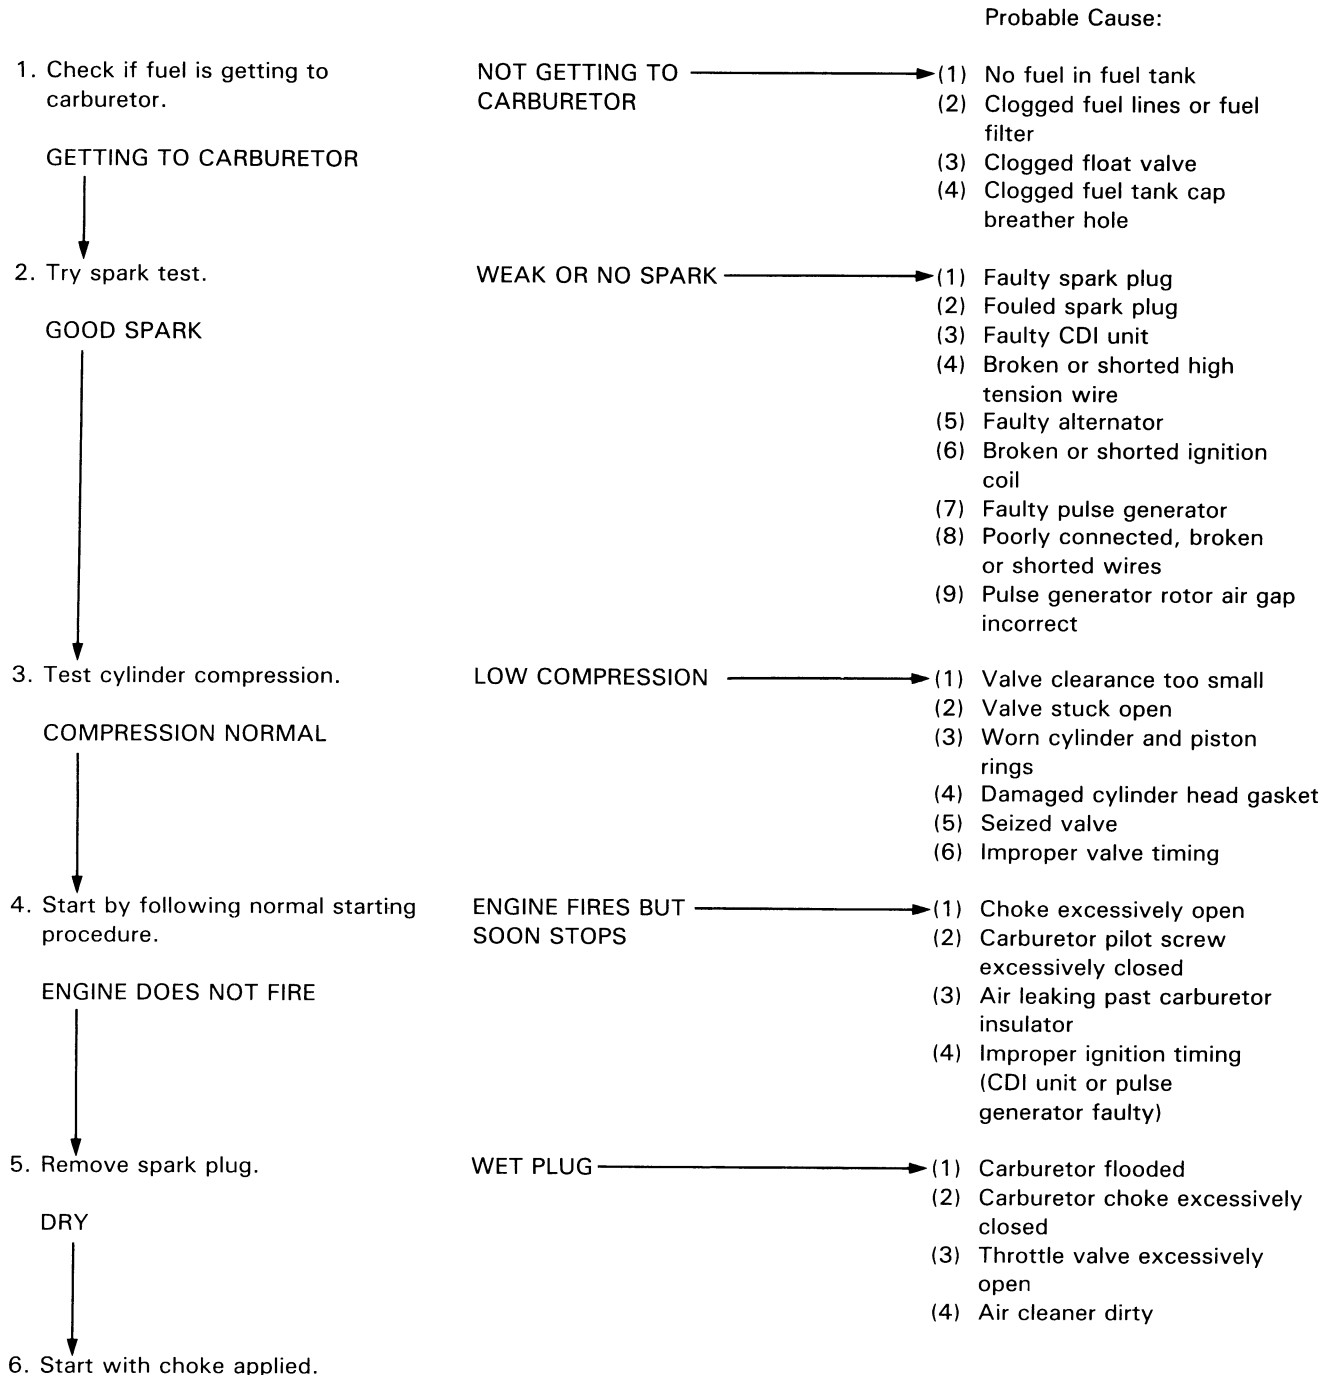 Probable Cause:
1. Check if fuel is getting to
carburetor.
NOT GETTING TO
CARBURETOR
(1) No fuel in fuel tank
(2) Clogged fuel lines or fuel
filter
(3) Clogged float valve
(4) Clogged fuel tank cap
breather hole
GETTING TO CARBURETOR
2. Try spark test.
WEAK OR NO SPARK
(1) Faulty spark plug
(2) Fouled spark plug
(3) Faulty CDI unit
(4) Broken or shorted high
tension wire
(5) Faulty alternator
(6) Broken or shorted ignition
coil
(7) Faulty pulse generator
(8) Poorly connected, broken
or shorted wires
(9) Pulse generator rotor air gap
incorrect
GOOD SPARK
3. Test cylinder compression.
LOW COMPRESSION
(1) Valve clearance too small
(2) Valve stuck open
(3) Worn cylinder and piston
rings
(4) Damaged cylinder head gasket
(5) Seized valve
(6) Improper valve timing
COMPRESSION NORMAL
4. Start by following normal starting
procedure.
ENGINE FIRES BUT
SOON STOPS
(1) Choke excessively open
(2) Carburetor pilot screw
excessively closed
(3) Air leaking past carburetor
insulator
(4) Improper ignition timing
(CDI unit or pulse
generator faulty)
ENGINE DOES NOT FIRE
5. Remove spark plug.
WET PLUG
(1) Carburetor flooded
(2) Carburetor choke excessively
closed
(3) Throttle valve excessively
open
(4) Air cleaner dirty
DRY
6. Start with choke applied.